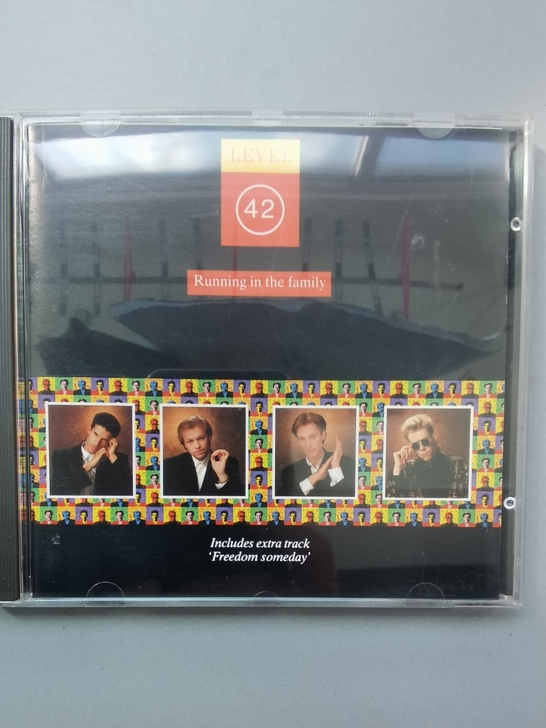 LEVEL
42
Running in the family
Includes extra track
'Freedom someday'